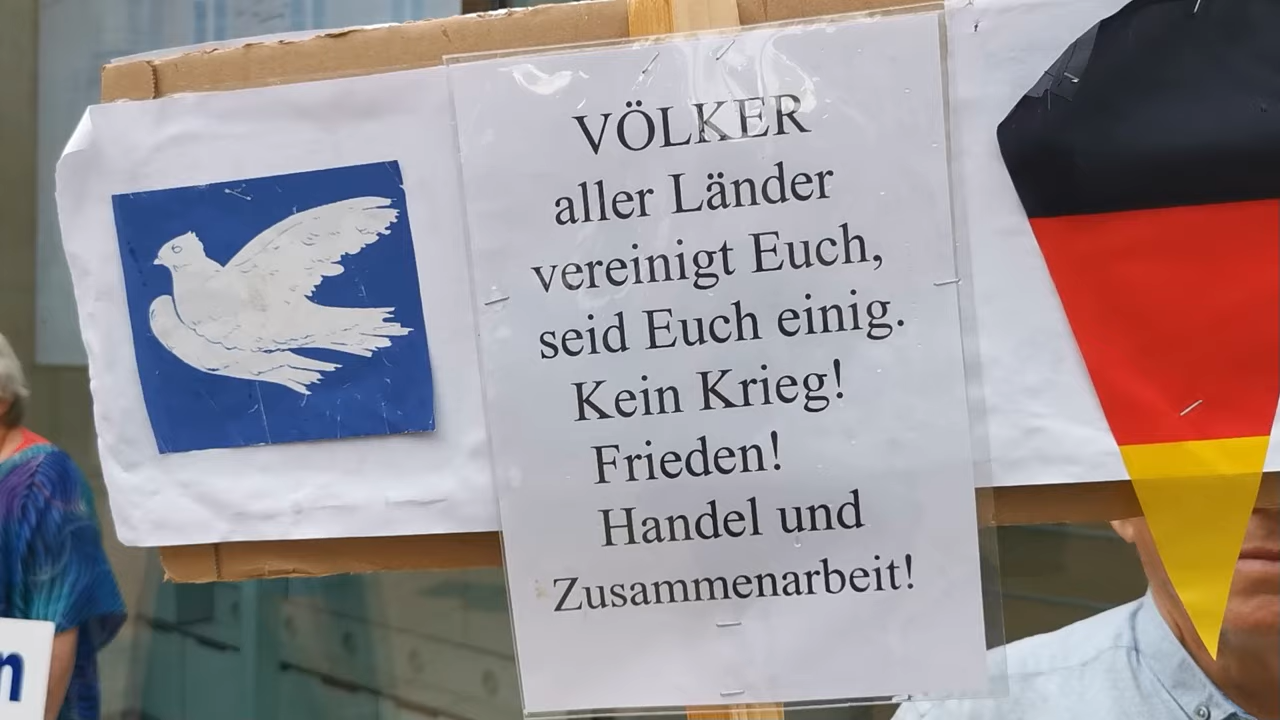 VÖLKER
aller Länder
vereinigt Euch,
seid Euch einig.
Kein Krieg!
Frieden!
Handel und
Zusammenarbeit!
n